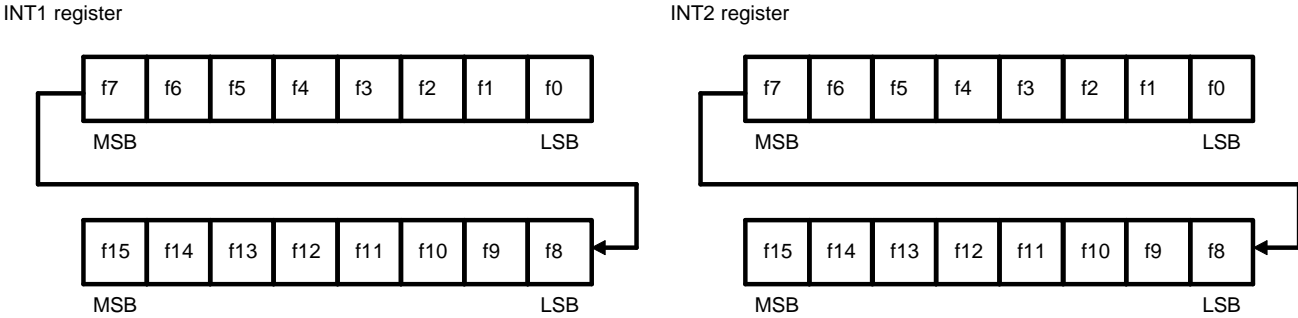 INT1 register
INT2 register
f7 f6 f5 f4 f3 f2 f1 f0
f7 f6 f5 f4 f3 f2 f1 f0
MSB LSB
MSB LSB
f15 f14 f13 f12 f11 f10 f9 f8
f15 f14 f13 f12 f11 f10 f9 f8
MSB LSB
MSB LSB